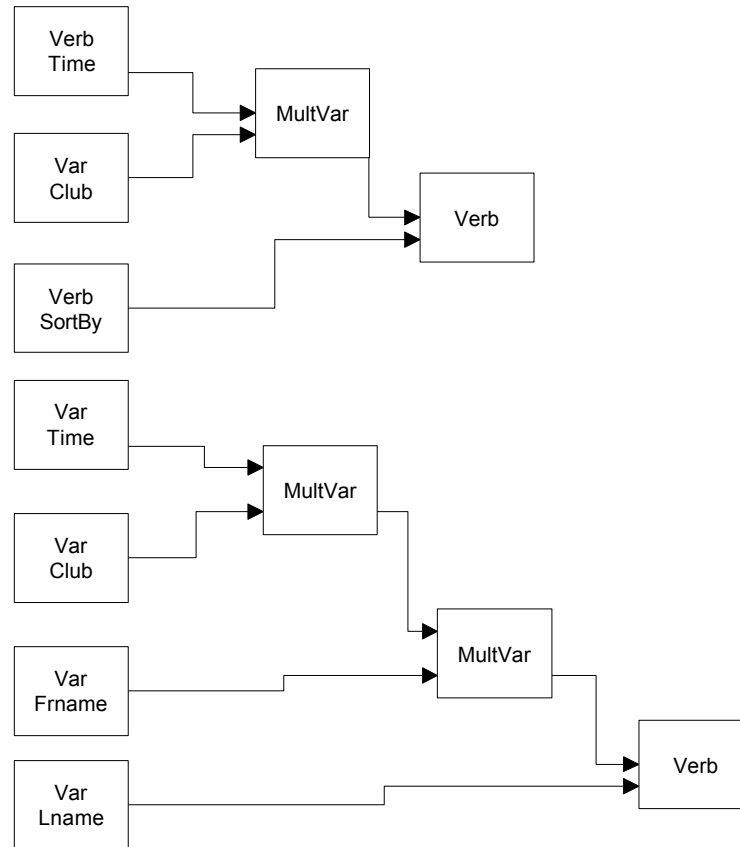 Verb
Time
MultVar
Var
Club
Verb
Verb
SortBy
Var
Time
MultVar
Var
Club
MultVar
Var
Frname
Verb
Var
Lname